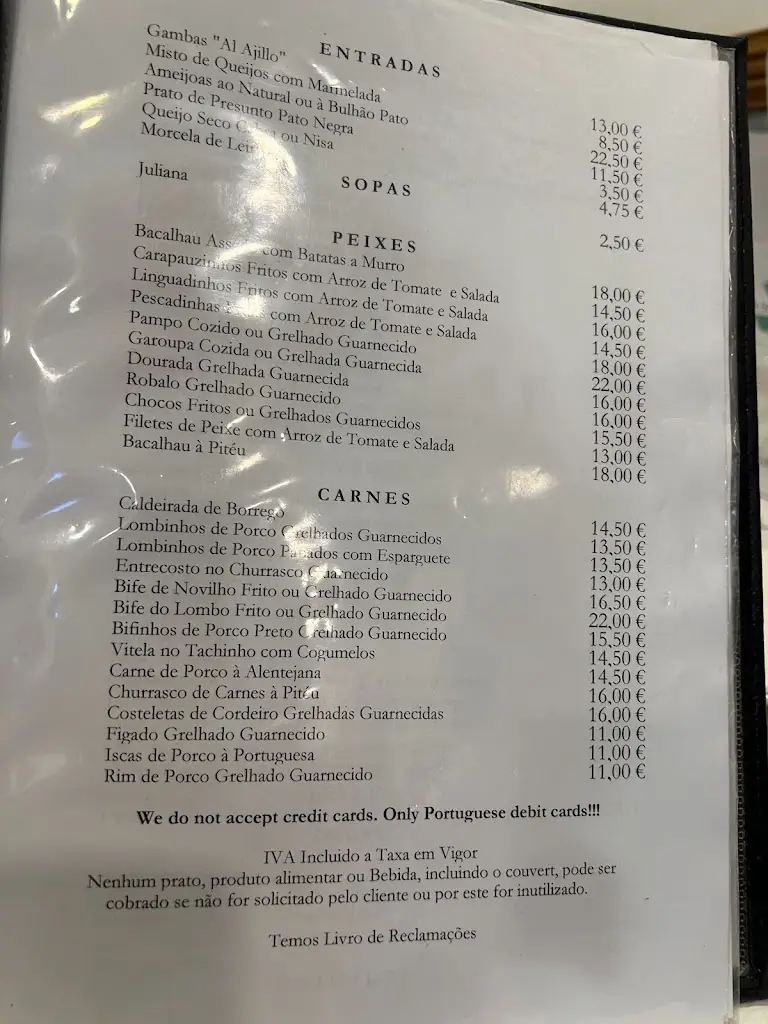 ENTRADAS
Gambas "Al Ajillo" 13,00 €
Misto de Queijos com Marmelada 8,50 €
Ameijoas ao Natural ou à Bulhão Pato 22,50 €
Prato de Presunto Pato Negra 11,50 €
Queijo Seco ou Nisa 3,50 €
Morcela de 4,75 €
SOPAS
Juliana 2,50 €
PEIXES
Bacalhau com Batatas a Murro 18,00 €
Carapauzinhos Fritos com Arroz de Tomate e Salada 14,50 €
Linguadinhos Fritos com Arroz de Tomate e Salada 16,00 €
Pescadinhas com Arroz de Tomate e Salada 14,50 €
Pampo Cozido ou Grelhado Guarnecido 18,00 €
Garoupa Cozida ou Grelhada Guarnecida 22,00 €
Dourada Grelhada Guarnecida 16,00 €
Robalo Grelhado Guarnecido 16,00 €
Chocos Fritos ou Grelhados Guarnecidos 15,50 €
Filetes de Peixe com Arroz de Tomate e Salada 13,00 €
Bacalhau à Pitéu 18,00 €
CARNES
Caldeirada de Borrego 14,50 €
Lombinhos de Porco Grelhados Guarnecidos 13,50 €
Lombinhos de Porco com Esparguete 13,50 €
Entrecosto no Churrasco Guarnecido 13,00 €
Bife de Novilho Frito ou Grelhado Guarnecido 16,50 €
Bife do Lombo Frito ou Grelhado Guarnecido 22,00 €
Bifinhos de Porco Preto Grelhado Guarnecido 15,50 €
Vitela no Tachinho com Cogumelos 14,50 €
Carne de Porco à Alentejana 14,50 €
Churrasco de Carnes à Pitéu 16,00 €
Costeletas de Cordeiro Grelhadas Guarnecidas 16,00 €
Figado Grelhado Guarnecido 11,00 €
Iscas de Porco à Portuguesa 11,00 €
Rim de Porco Grelhado Guarnecido 11,00 €
We do not accept credit cards. Only Portuguese debit cards!!!
IVA Incluido a Taxa em Vigor
Nenhum prato, produto alimentar ou Bebida, incluindo o couvert, pode ser
cobrado se não for solicitado pelo cliente ou por este for inutilizado.
Temos Livro de Reclamações